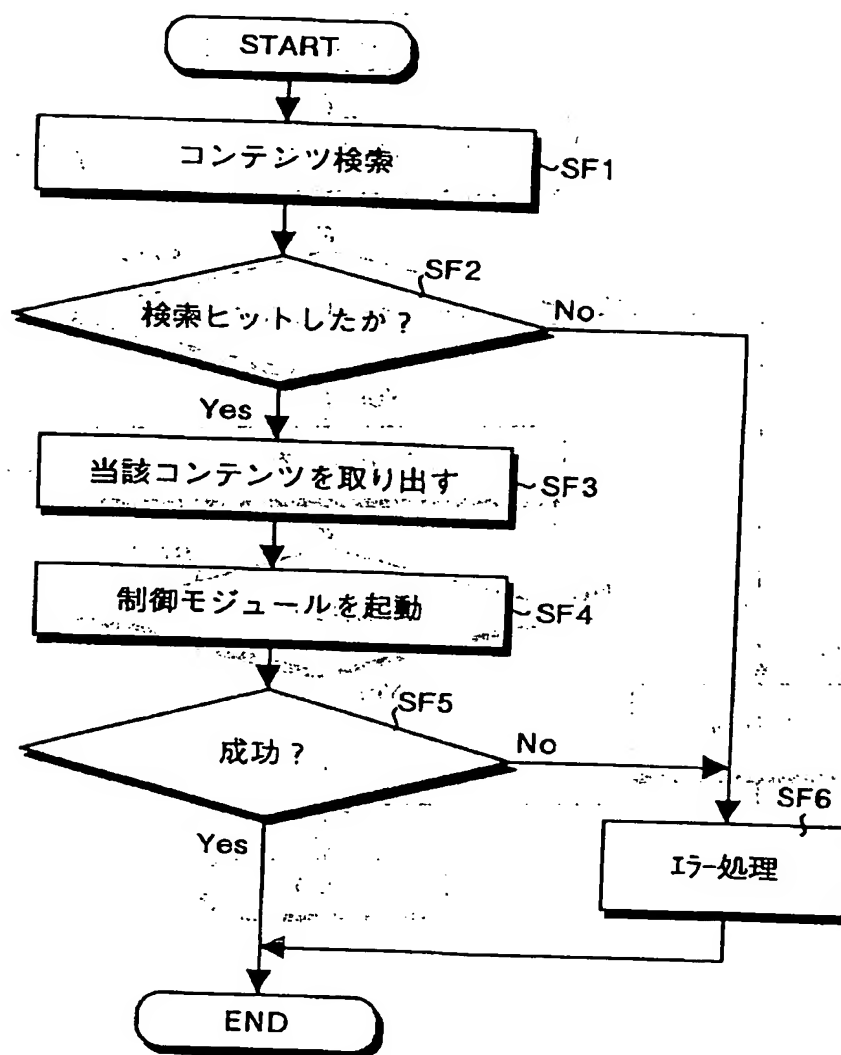 START
コンテンツ検索
SF1
SF2
検索ヒットしたか？
No
Yes
当該コンテンツを取り出す
SF3
制御モジュールを起動
SF4
SF5
成功？
No
Yes
SF6
ｴﾗｰ処理
END